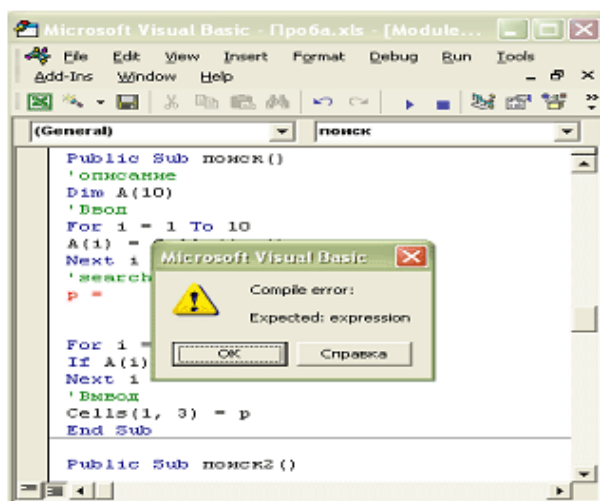 Microsoft Visual Basic - Проба.xls - [Module...
File Edit View Insert Format Debug Run Tools
Add-Ins Window Help
(General) поиск
Public Sub поиск()
'описание
Dim A(10)
'Ввод
For i = 1 To 10
A(i) =
Next i
'search
p =
For i =
If A(i)
Next i
'Вывод
Cells(1, 3) = p
End Sub
Public Sub поиск2()
Microsoft Visual Basic
Compile error:
Expected: expression
OK Справка